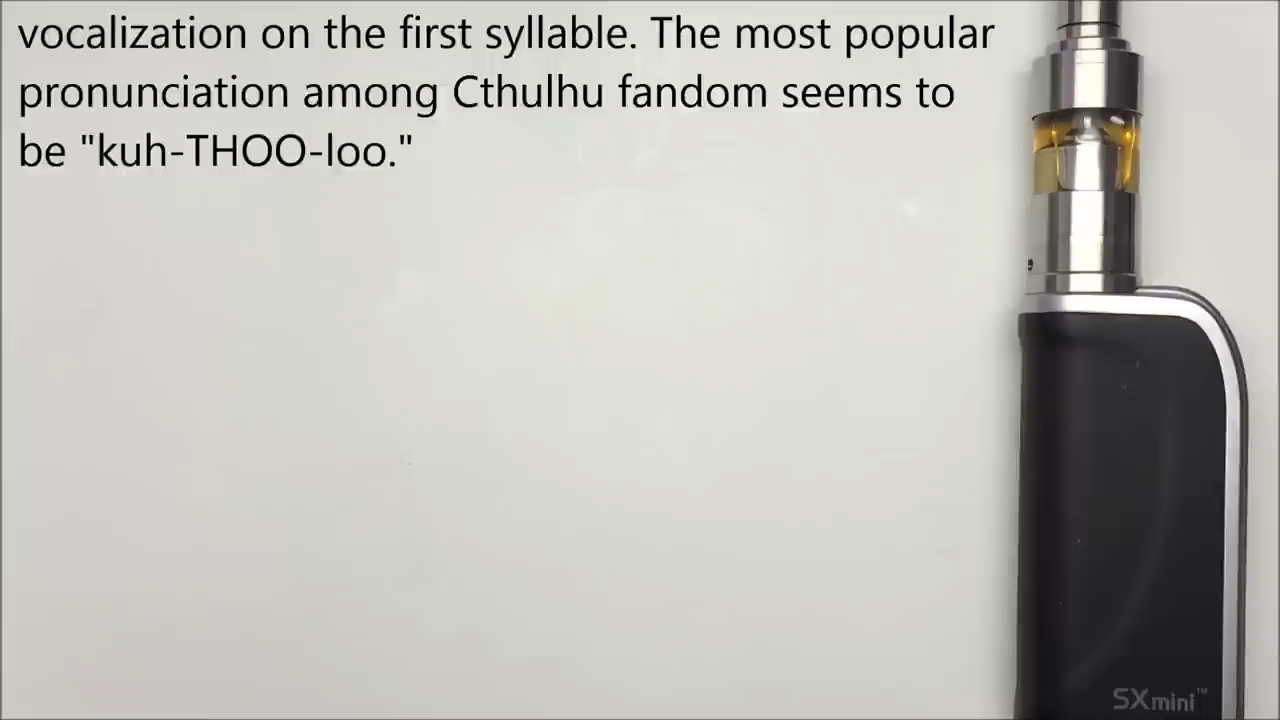 vocalization on the first syllable. The most popular
pronunciation among Cthulhu fandom seems to
be "kuh-THOO-loo."
SXmini™